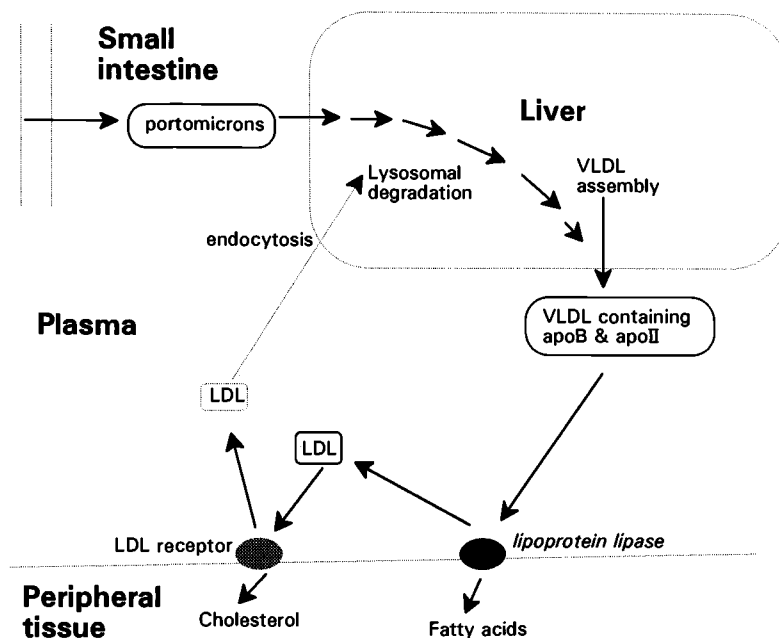 Small
intestine
portomicrons
Liver
Lysosomal
degradation
VLDL
assembly
endocytosis
Plasma
VLDL containing
apoB & apoII
LDL
LDL
LDL receptor
lipoprotein lipase
Peripheral
tissue
Cholesterol
Fatty acids